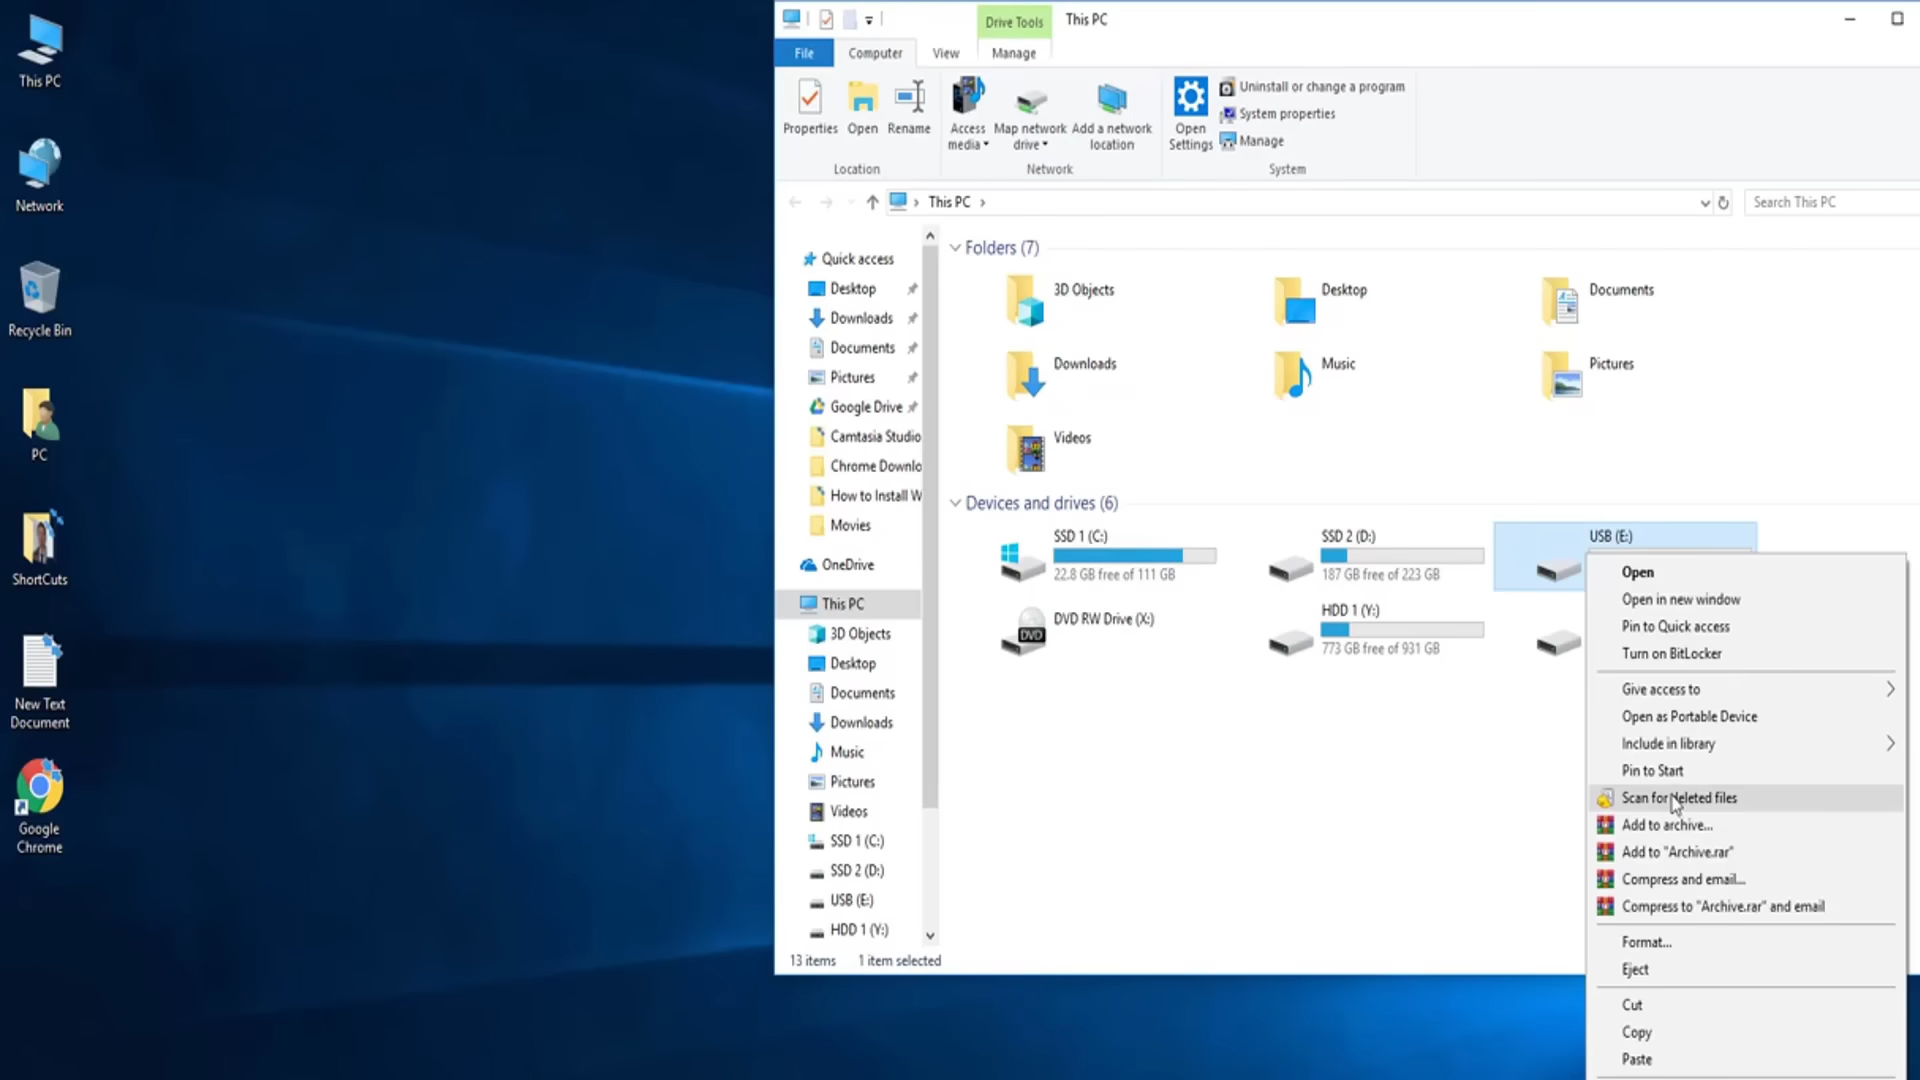 This PC
Network
Recycle Bin
PC
ShortCuts
New Text
Document
Google
Chrome
Drive Tools
This PC
File
Computer
View
Manage
Properties
Open
Rename
Access
media
Map network
drive
Add a network
location
Open
Settings
Uninstall or change a program
System properties
Manage
Location
Network
System
This PC
Search This PC
Quick access
Desktop
Downloads
Documents
Pictures
Google Drive
Camtasia Studio
Chrome Downlo
How to Install W
Movies
OneDrive
This PC
3D Objects
Desktop
Documents
Downloads
Music
Pictures
Videos
SSD 1 (C:)
SSD 2 (D:)
USB (E:)
HDD 1 (Y:)
Folders (7)
3D Objects
Desktop
Documents
Downloads
Music
Pictures
Videos
Devices and drives (6)
SSD 1 (C:)
22.8 GB free of 111 GB
SSD 2 (D:)
187 GB free of 223 GB
USB (E:)
DVD
DVD RW Drive (X:)
HDD 1 (Y:)
773 GB free of 931 GB
Open
Open in new window
Pin to Quick access
Turn on BitLocker
Give access to
Open as Portable Device
Include in library
Pin to Start
Scan for deleted files
Add to archive...
Add to "Archive.rar"
Compress and email...
Compress to "Archive.rar" and email
Format...
Eject
Cut
Copy
Paste
13 items
1 item selected